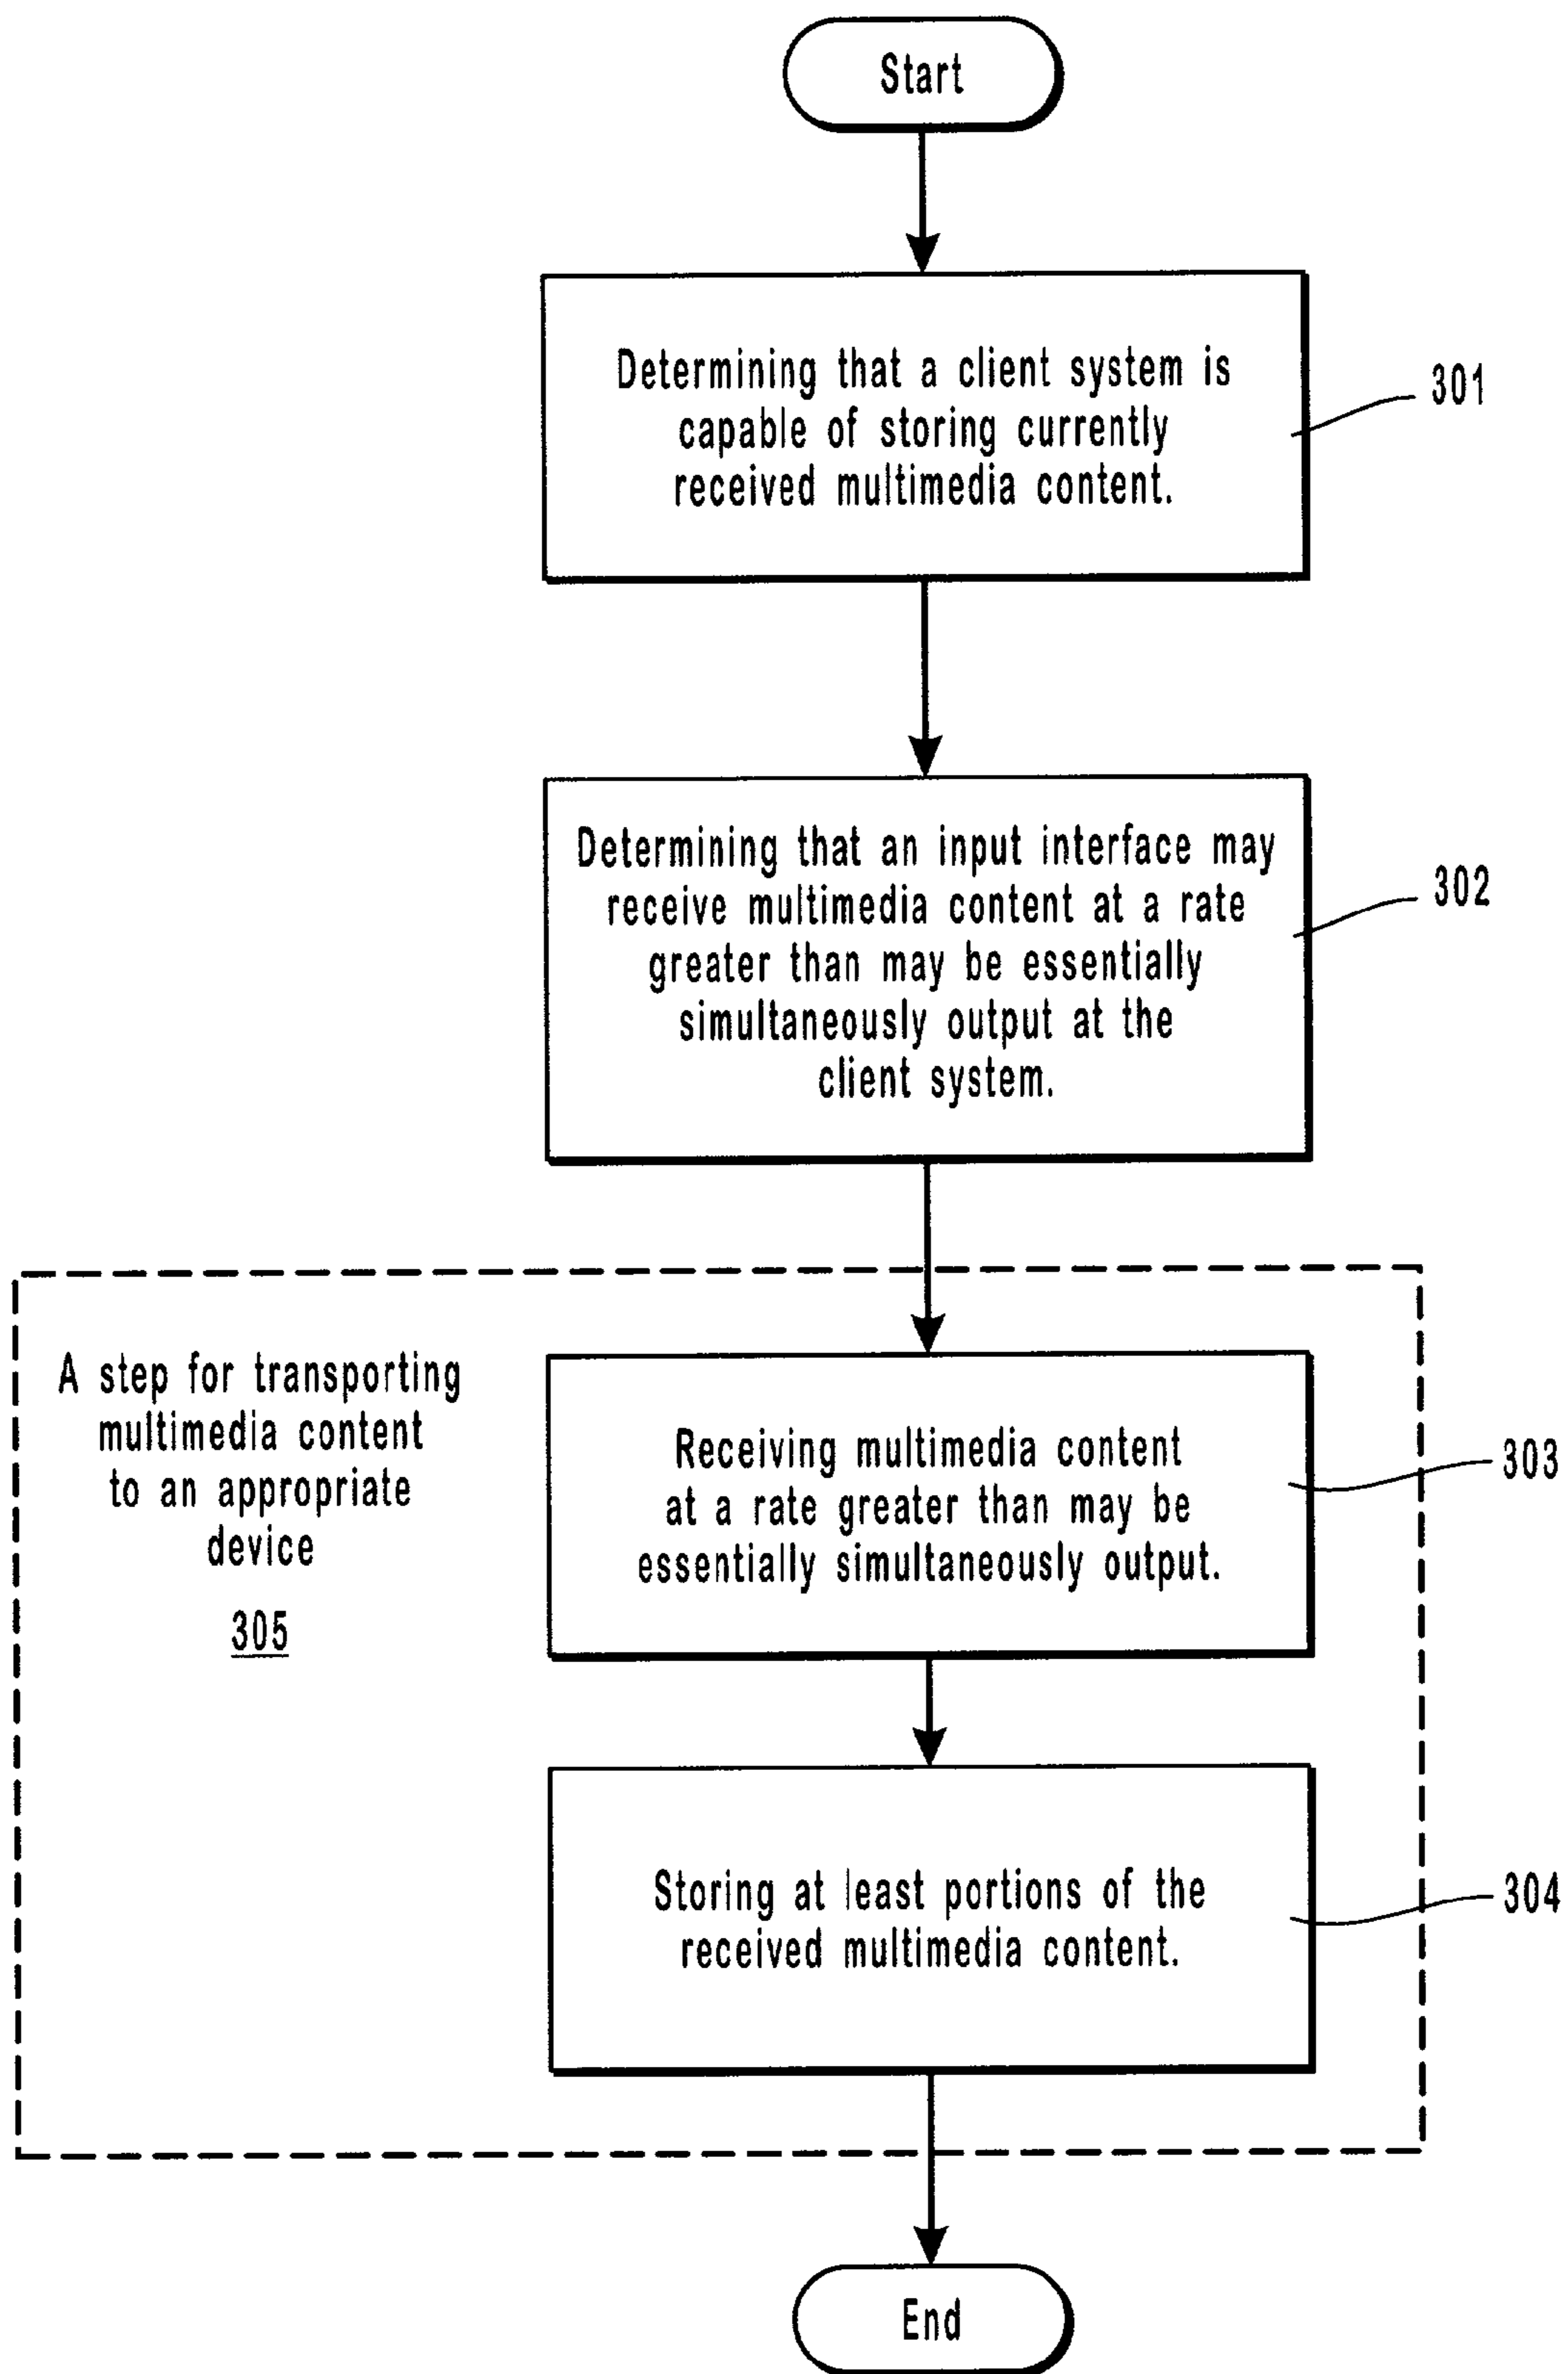 Start
Determining that a client system is
capable of storing currently
received multimedia content.
301
Determining that an input interface may
receive multimedia content at a rate
greater than may be essentially
simultaneously output at the
client system.
302
A step for transporting
multimedia content
to an appropriate
device
305
Receiving multimedia content
at a rate greater than may be
essentially simultaneously output.
303
Storing at least portions of the
received multimedia content.
304
End